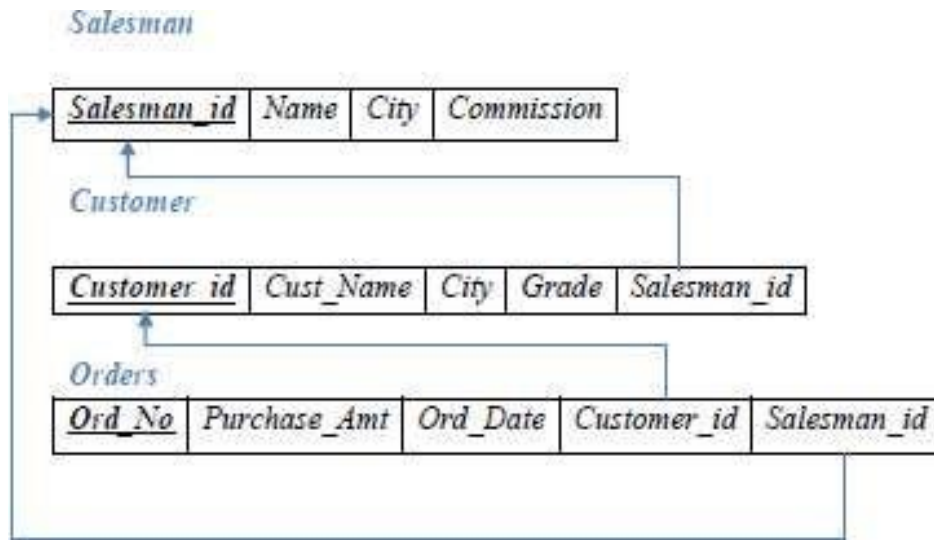 Salesman
Salesman_id Name City Commission
Customer
Customer_id Cust_Name City Grade Salesman_id
Orders
Ord_No Purchase_Amt Ord_Date Customer_id Salesman_id